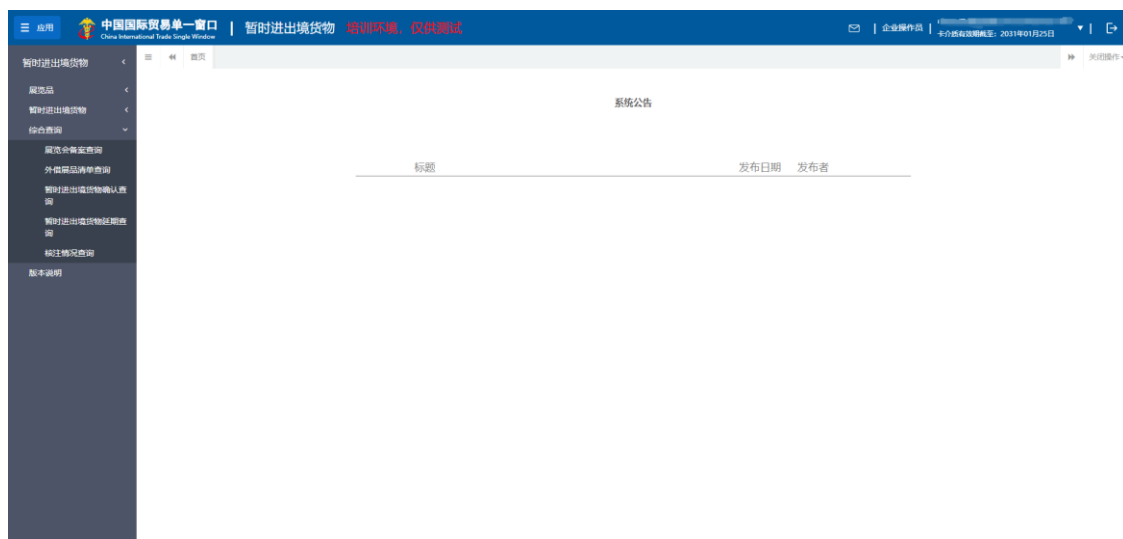 应用
中国国际贸易单一窗口
China International Trade Single Window
暂时进出境货物
培训环境，仅供测试
企业操作员
卡介质有效期截至：2031年01月25日
暂时进出境货物
首页
关闭操作
展览品
暂时进出境货物
综合查询
展览会备案查询
外借展品清单查询
暂时进出境货物确认查
询
暂时进出境货物延期查
询
核注情况查询
版本说明
系统公告
标题 发布日期 发布者